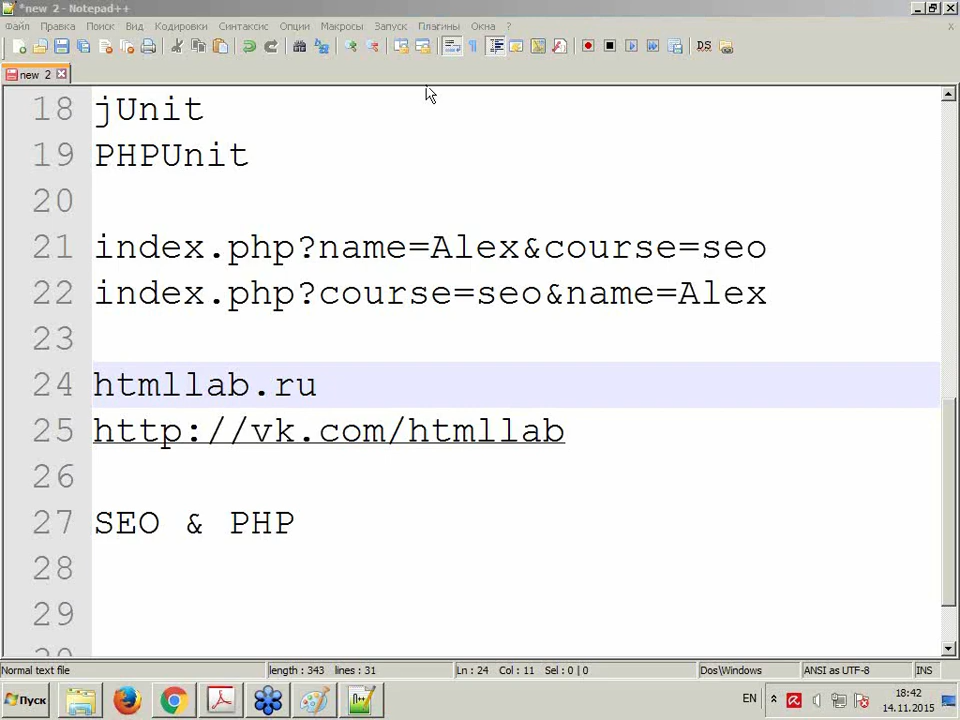 *new 2 - Notepad++
Файл Правка Поиск Вид Кодировки Синтаксис Опции Макросы Запуск Плагины Окна ? X
DS
new 2
18 jUnit
19 PHPUnit
20
21 index.php?name=Alex&course=seo
22 index.php?course=seo&name=Alex
23
24 htmllab.ru
25 http://vk.com/htmllab
26
27 SEO & PHP
28
29
30
Normal text file length : 343 lines : 31 Ln : 24 Col : 11 Sel : 0 | 0 Dos\Windows ANSI as UTF-8 INS
Пуск EN 18:42
14.11.2015